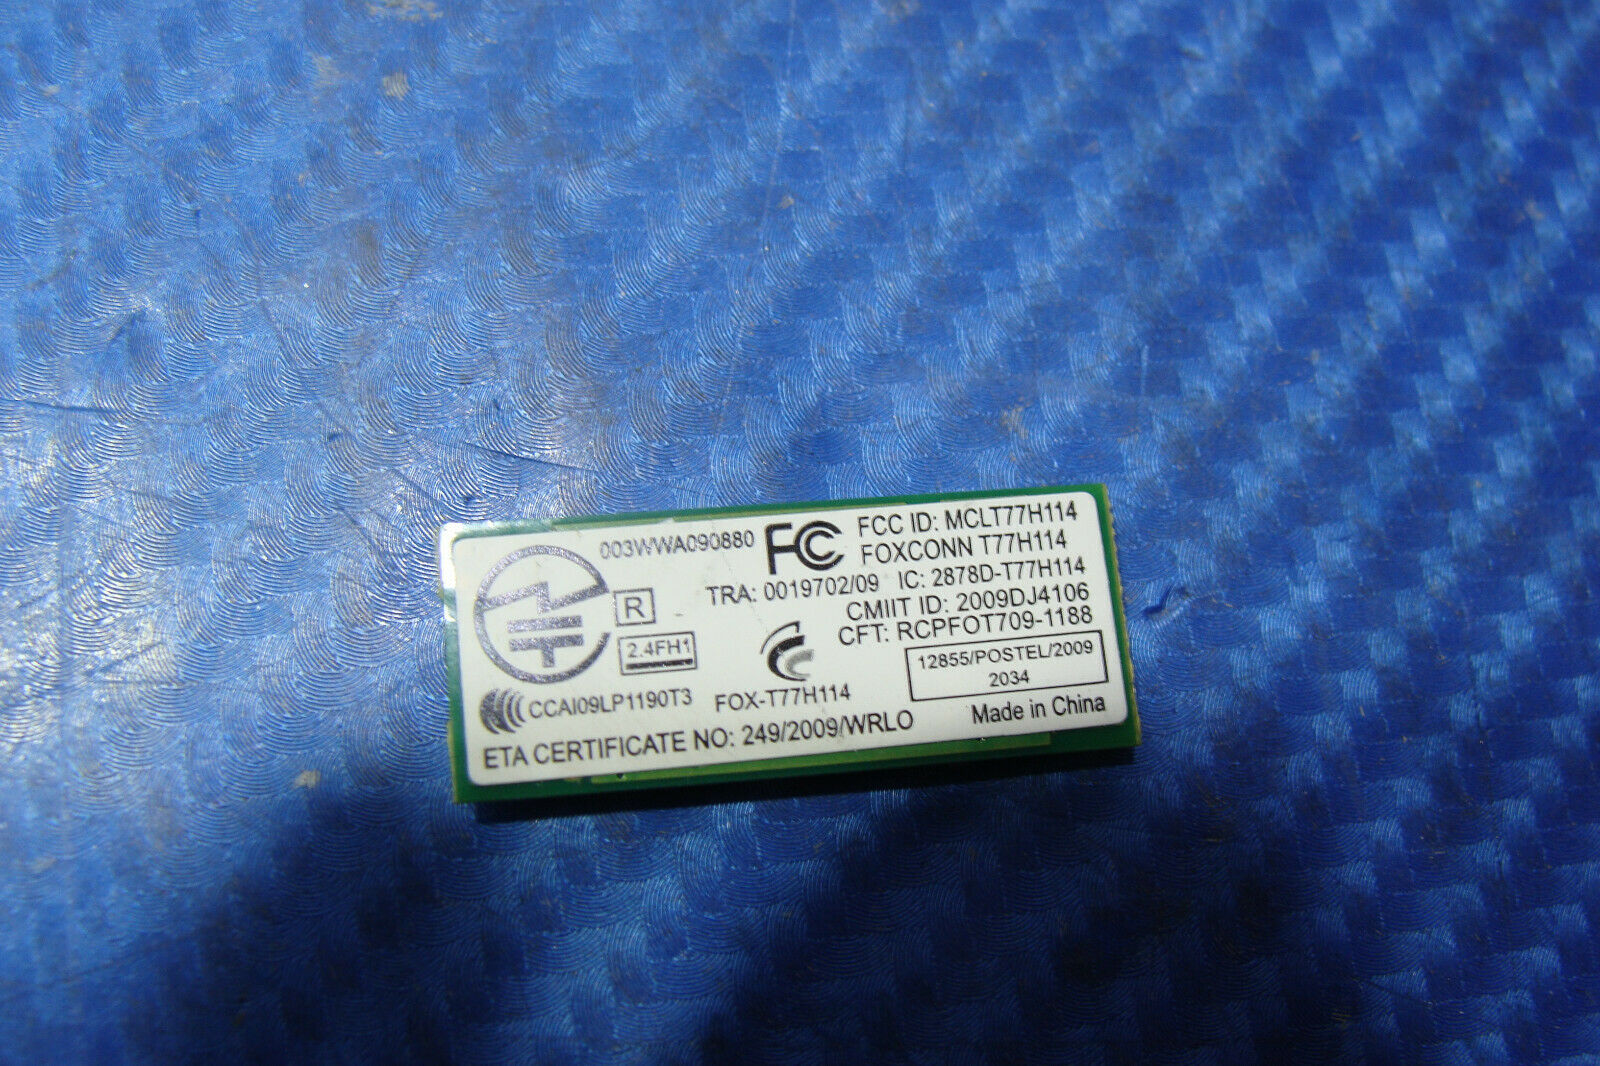 003WWA090880
FC
FCC ID: MCLT77H114
FOXCONN T77H114
TRA: 0019702/09 IC: 2878D-T77H114
R
CMIIT ID: 2009DJ4106
CFT: RCPFOT709-1188
2.4FH1
12855/POSTEL/2009
2034
CCAI09LP1190T3
FOX-T77H114
Made in China
ETA CERTIFICATE NO: 249/2009/WRLO